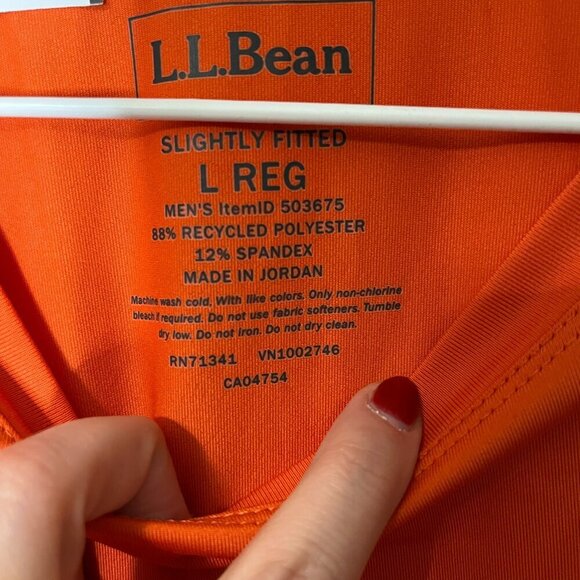 L.L.Bean
SLIGHTLY FITTED
L REG
MEN'S ItemID 503675
88% RECYCLED POLYESTER
12% SPANDEX
MADE IN JORDAN
Machine wash cold. With like colors. Only non-chlorine
bleach if required. Do not use fabric softeners. Tumble
dry low. Do not iron. Do not dry clean.
RN71341 VN1002746
CA04754